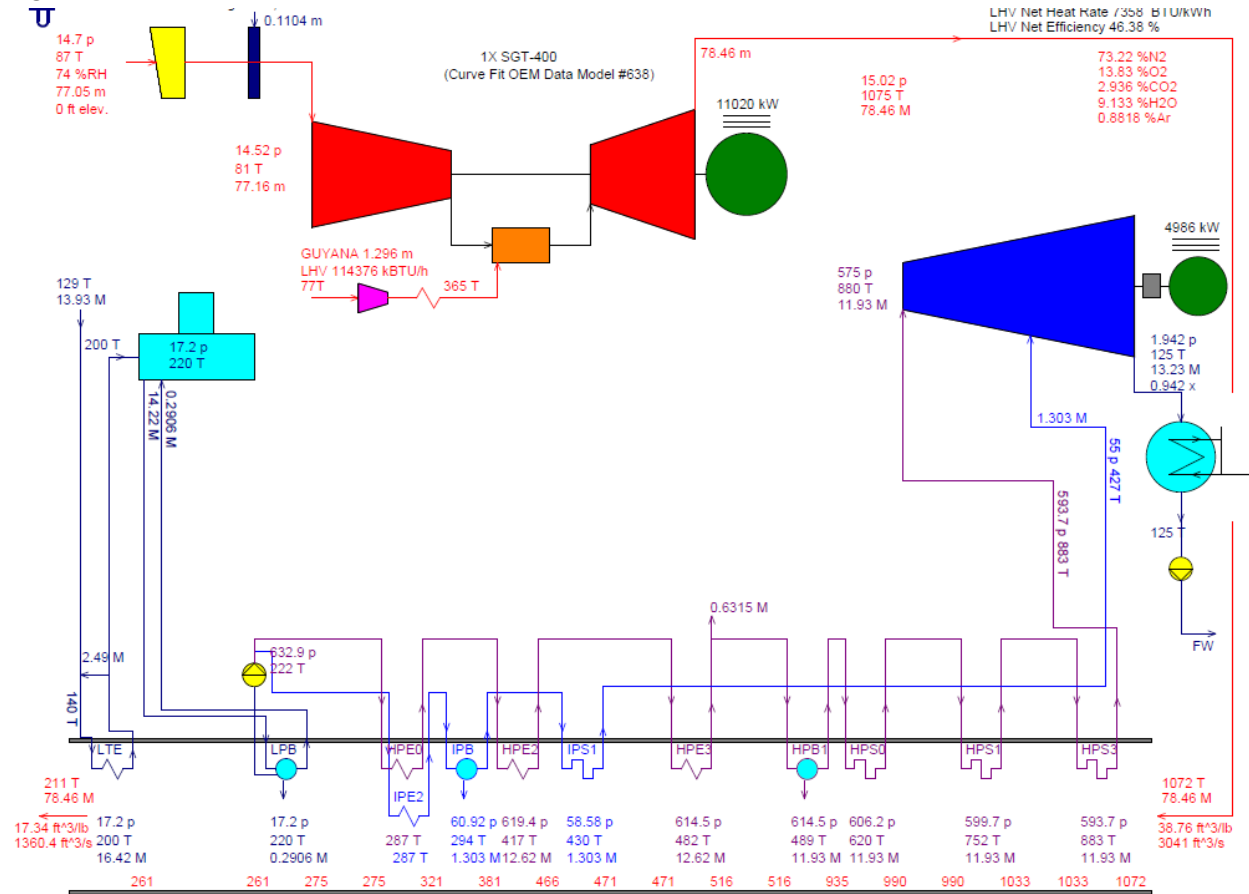 LHV Net Heat Rate 7358 BTU/kWh
LHV Net Efficiency 46.38 %
0.1104 m
14.7 p
87 T
74 %RH
77.05 m
0 ft elev.
1X SGT-400
(Curve Fit OEM Data Model #638)
78.46 m
15.02 p
1075 T
78.46 M
73.22 %N2
13.83 %O2
2.936 %CO2
9.133 %H2O
0.8818 %Ar
11020 kW
14.52 p
81 T
77.16 m
GUYANA 1.296 m
LHV 114376 kBTU/h
77T
365 T
575 p
880 T
11.93 M
4986 kW
129 T
13.93 M
200 T
17.2 p
220 T
1.942 p
125 T
13.23 M
0.942 x
14.22 M
0.2906 M
1.303 M
55 p 427 T
593.7 p 883 T
125 T
FW
0.6315 M
632.9 p
222 T
2.49 M
140 T
LTE
LPB
HPE0
IPB
HPE2
IPS1
HPE3
HPB1
HPS0
HPS1
HPS3
IPE2
211 T
78.46 M
17.34 ft^3/lb
1360.4 ft^3/s
17.2 p
200 T
16.42 M
17.2 p
220 T
0.2906 M
287 T
287 T
60.92 p
294 T
1.303 M
619.4 p
417 T
12.62 M
58.58 p
430 T
1.303 M
614.5 p
482 T
12.62 M
614.5 p
489 T
11.93 M
606.2 p
620 T
11.93 M
599.7 p
752 T
11.93 M
593.7 p
883 T
11.93 M
1072 T
78.46 M
38.76 ft^3/lb
3041 ft^3/s
261 261 275 275 321 381 466 471 471 516 516 935 990 990 1033 1033 1072